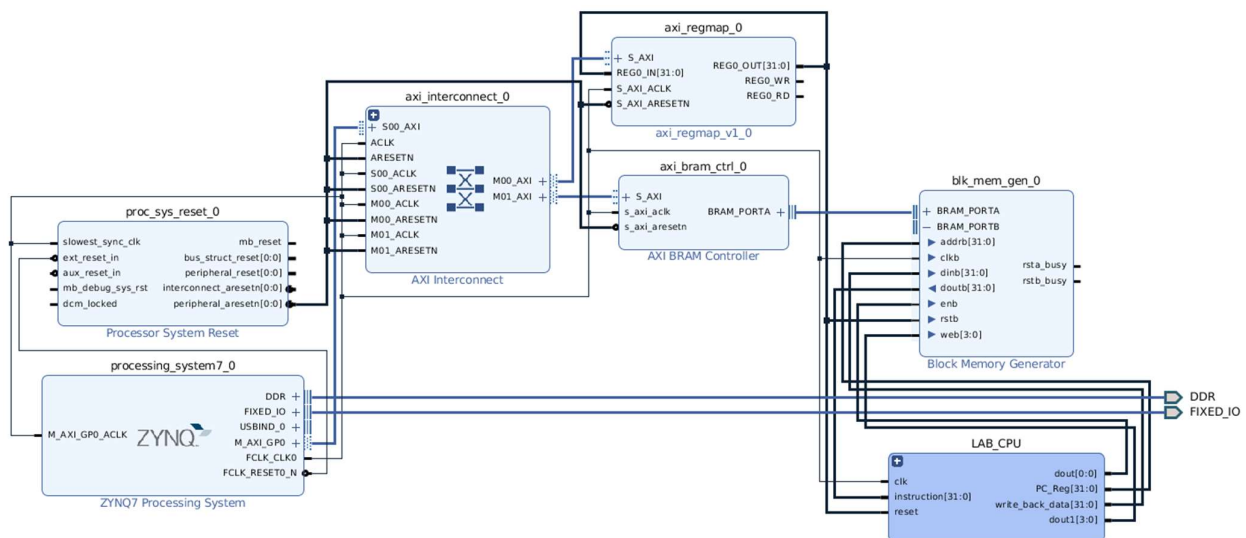 axi_regmap_0
S_AXI
REG0_IN[31:0]
S_AXI_ACLK
S_AXI_ARESETN
REG0_OUT[31:0]
REG0_WR
REG0_RD
axi_regmap_v1_0
axi_interconnect_0
S00_AXI
ACLK
ARESETN
S00_ACLK
S00_ARESETN
M00_ACLK
M00_ARESETN
M01_ACLK
M01_ARESETN
M00_AXI
M01_AXI
AXI Interconnect
axi_bram_ctrl_0
S_AXI
s_axi_aclk
s_axi_aresetn
BRAM_PORTA
AXI BRAM Controller
blk_mem_gen_0
BRAM_PORTA
BRAM_PORTB
addrb[31:0]
clkb
dinb[31:0]
doutb[31:0]
enb
rstb
web[3:0]
rsta_busy
rstb_busy
Block Memory Generator
proc_sys_reset_0
slowest_sync_clk
ext_reset_in
aux_reset_in
mb_debug_sys_rst
dcm_locked
mb_reset
bus_struct_reset[0:0]
peripheral_reset[0:0]
interconnect_aresetn[0:0]
peripheral_aresetn[0:0]
Processor System Reset
processing_system7_0
M_AXI_GP0_ACLK
ZYNQ
DDR
FIXED_IO
USBIND_0
M_AXI_GP0
FCLK_CLK0
FCLK_RESET0_N
ZYNQ7 Processing System
DDR
FIXED_IO
LAB_CPU
clk
instruction[31:0]
reset
dout[0:0]
PC_Reg[31:0]
write_back_data[31:0]
dout1[3:0]